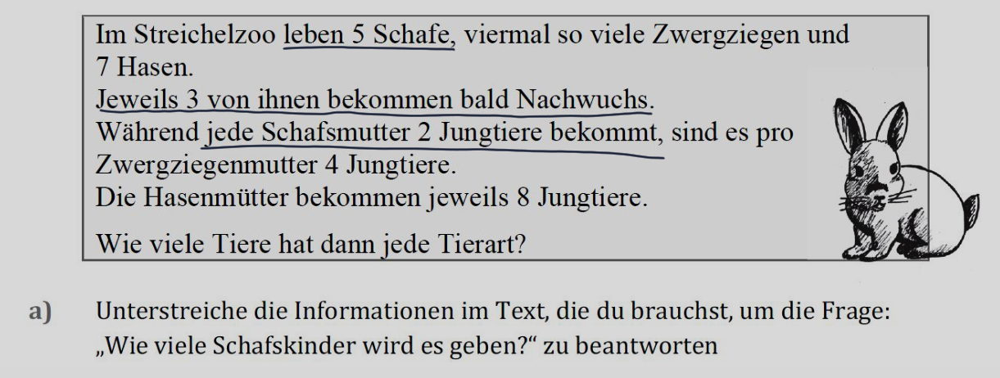 Im Streichelzoo leben 5 Schafe, viermal so viele Zwergziegen und
7 Hasen.
Jeweils 3 von ihnen bekommen bald Nachwuchs.
Während jede Schafsmutter 2 Jungtiere bekommt, sind es pro
Zwergziegenmutter 4 Jungtiere.
Die Hasenmütter bekommen jeweils 8 Jungtiere.
Wie viele Tiere hat dann jede Tierart?
a) Unterstreiche die Informationen im Text, die du brauchst, um die Frage:
„Wie viele Schafskinder wird es geben?“ zu beantworten